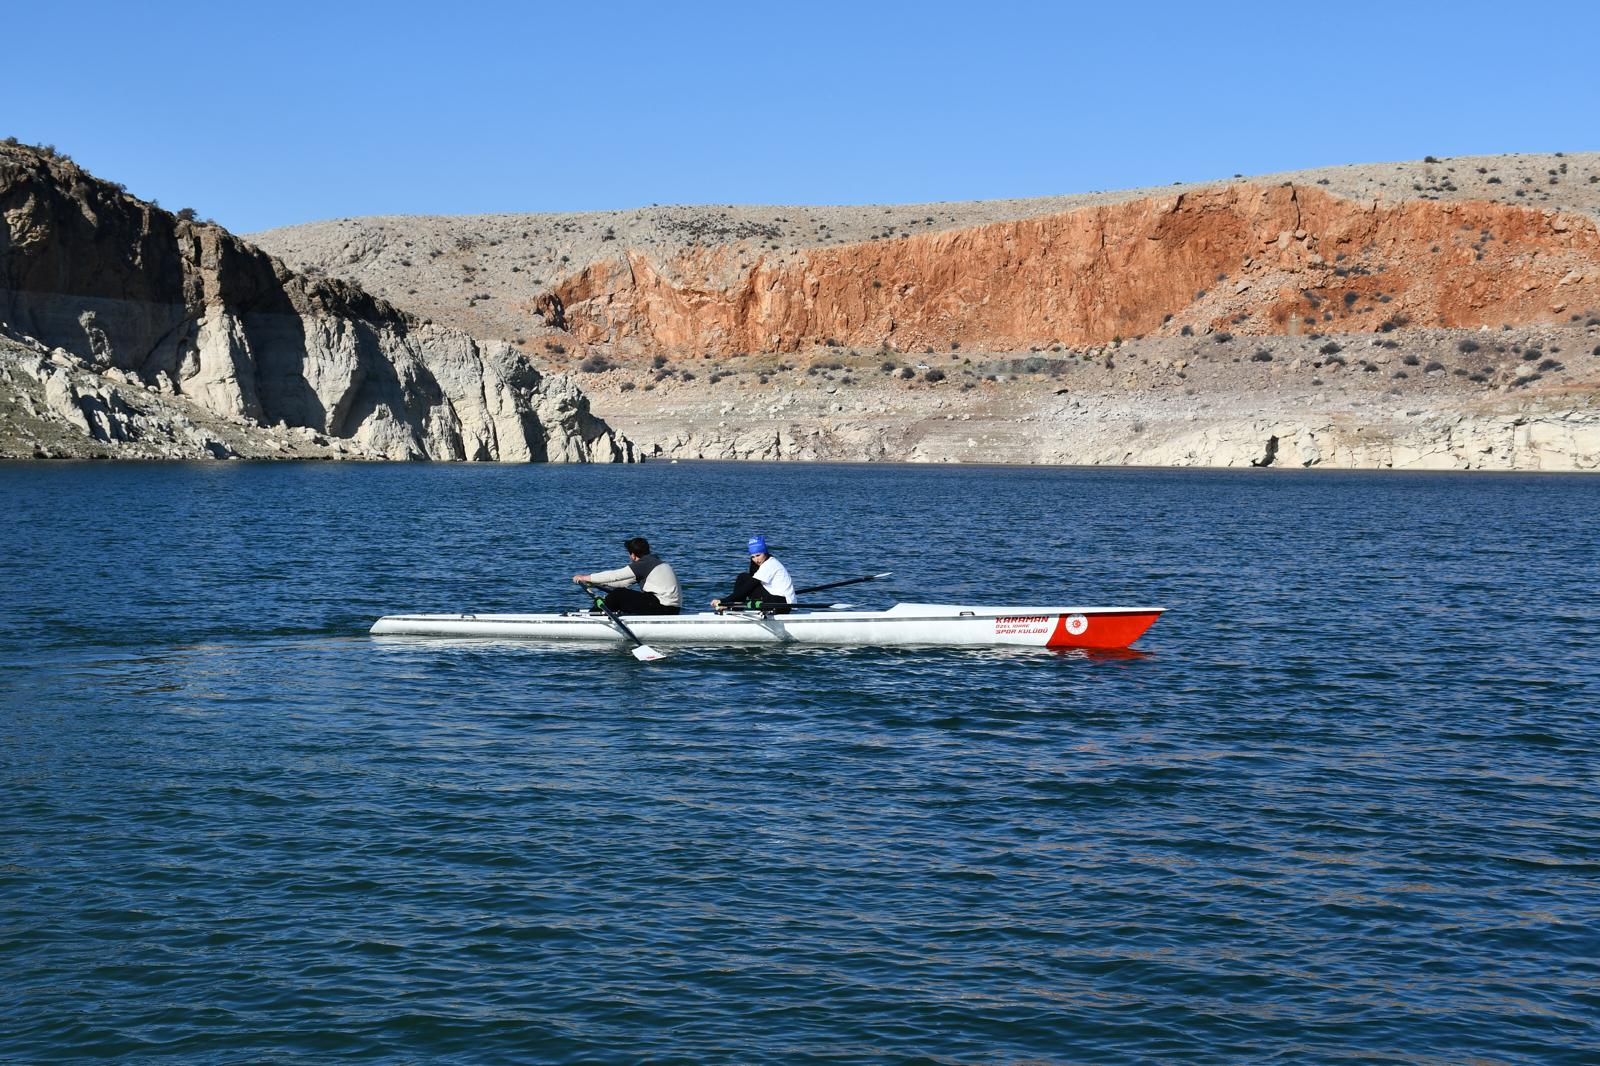 KARAMAN
ÖZEL İDARE
SPOR KULÜBÜ